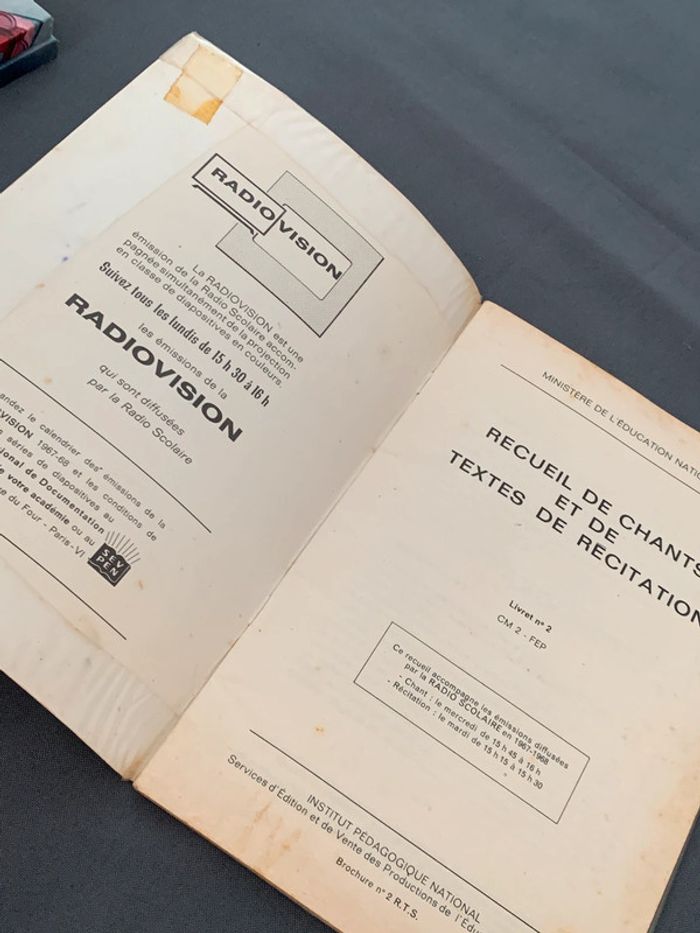 RADIOVISION
La RADIOVISION est une
émission de la Radio Scolaire accom-
pagnée simultanément de la projection
en classe de diapositives en couleurs.
Suivez tous les lundis de 15 h 30 à 16 h
les émissions de la
RADIOVISION
qui sont diffusées
par la Radio Scolaire
andez le calendrier des émissions de la
VISION 1967-68 et les conditions de
s séries de diapositives au
ional de Documentation
e votre académie ou au
du Four - Paris-VI
SEV
PEN
MINISTÈRE DE L'ÉDUCATION NATIO
RECUEIL DE CHANTS
ET DE
TEXTES DE RÉCITATION
Livret n° 2
CM 2 - FEP
Ce recueil accompagne les émissions diffusées
par la RADIO SCOLAIRE en 1967-1968
- Chant : le mercredi de 15 h 45 à 16 h
- Récitation : le mardi de 15 h 15 à 15 h 30
INSTITUT PÉDAGOGIQUE NATIONAL
Services d'Édition et de Vente des Productions de l'Édu
Brochure n° 2 R.T.S.